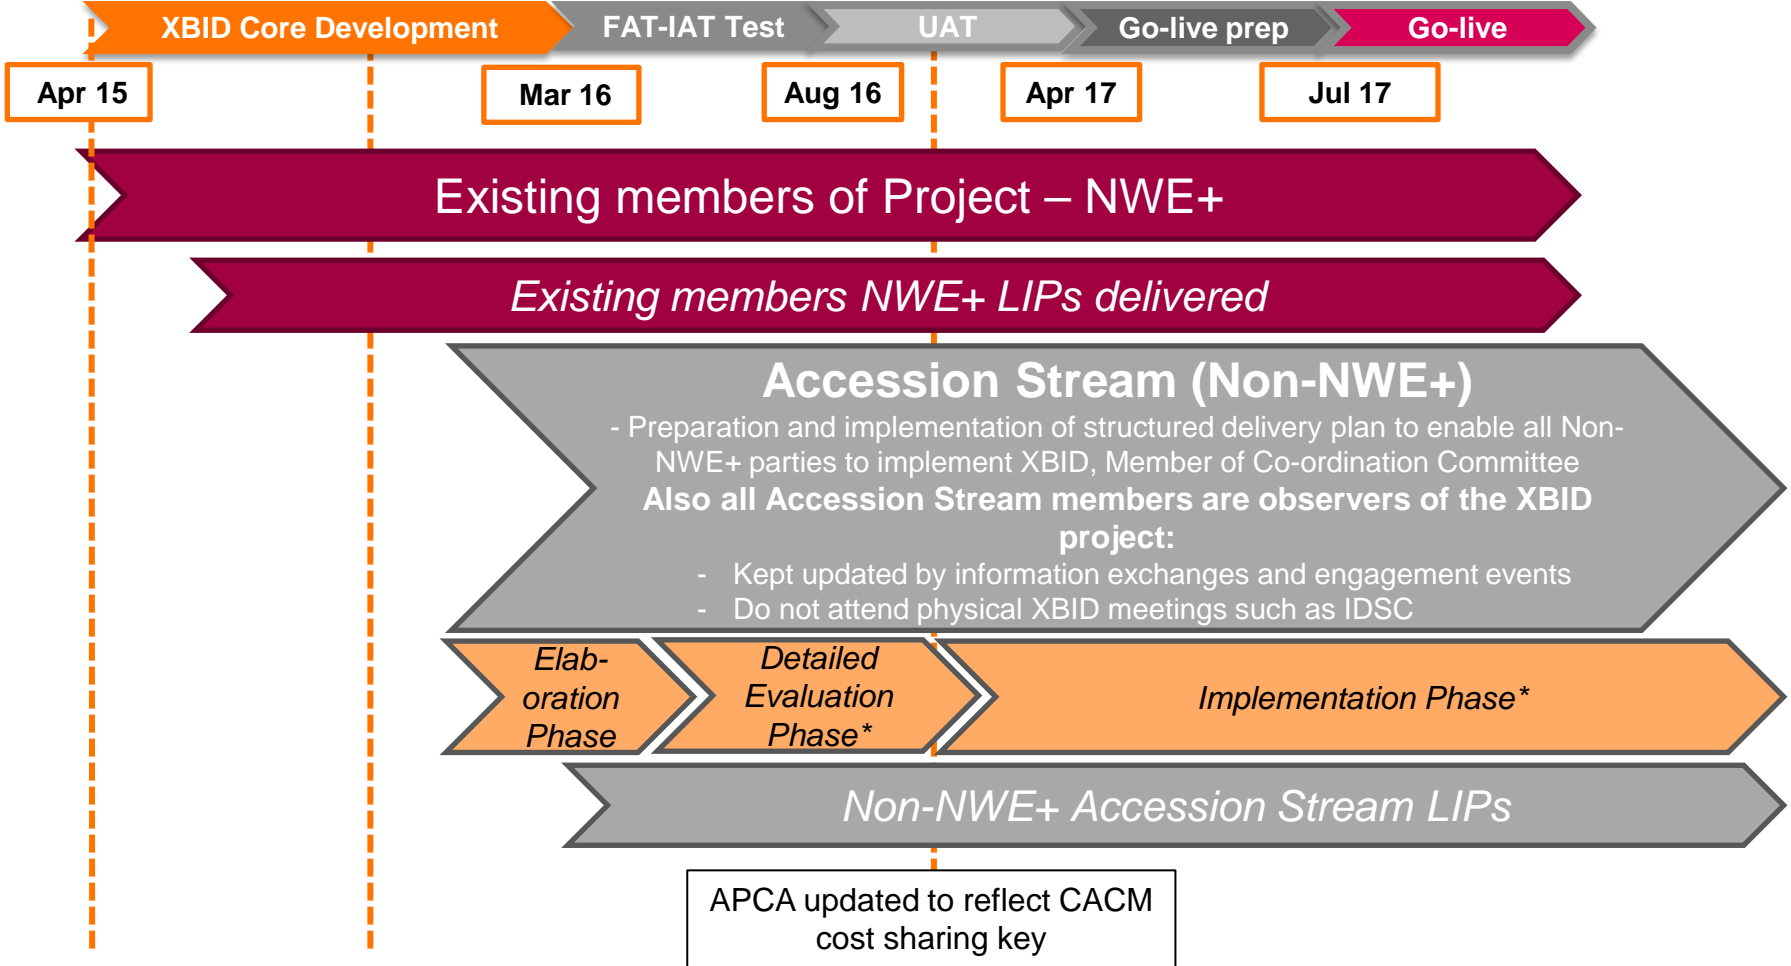 XBID Core Development
FAT-IAT Test
UAT
Go-live prep
Go-live
Apr 15
Mar 16
Aug 16
Apr 17
Jul 17
Existing members of Project – NWE+
Existing members NWE+ LIPs delivered
Accession Stream (Non-NWE+)
- Preparation and implementation of structured delivery plan to enable all Non-
NWE+ parties to implement XBID, Member of Co-ordination Committee
Also all Accession Stream members are observers of the XBID
project:
- Kept updated by information exchanges and engagement events
- Do not attend physical XBID meetings such as IDSC
Elab-
oration
Phase
Detailed
Evaluation
Phase*
Implementation Phase*
Non-NWE+ Accession Stream LIPs
APCA updated to reflect CACM
cost sharing key